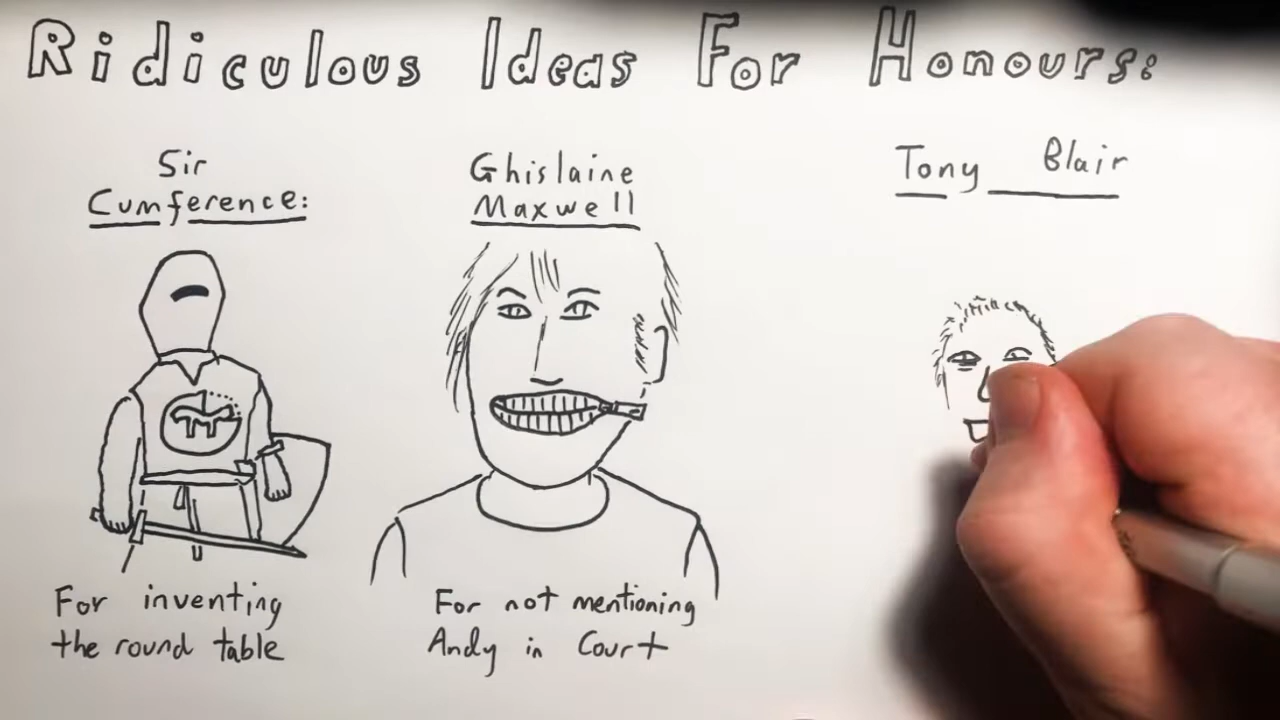 Ridiculous Ideas For Honours:
Sir
Cumference:
For inventing
the round table
Ghislaine
Maxwell
For not mentioning
Andy in Court
Tony Blair